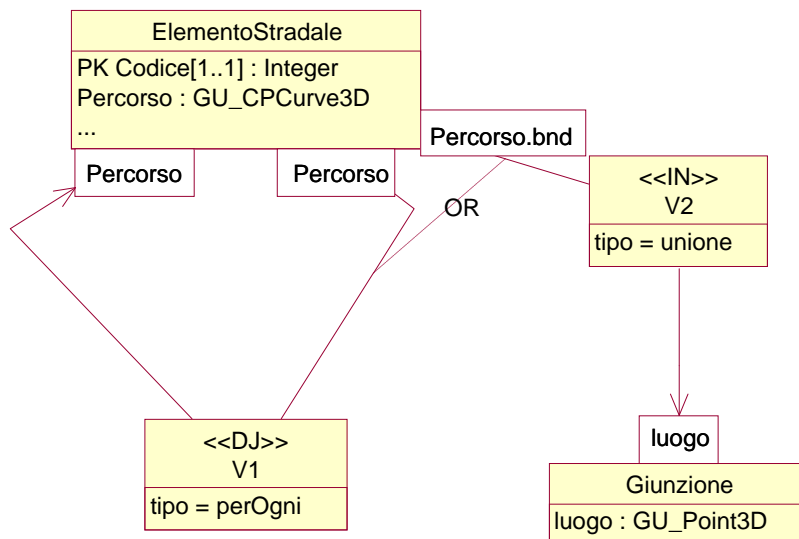 ElementoStradale
PK Codice[1..1] : Integer
Percorso : GU_CPCurve3D
...
Percorso.bnd
Percorso
Percorso
OR
<<IN>>
V2
tipo = unione
<<DJ>>
V1
tipo = perOgni
luogo
Giunzione
luogo : GU_Point3D